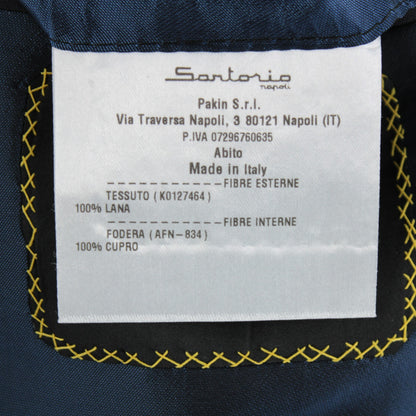 Sartorio
napoli
Pakin S.r.l.
Via Traversa Napoli, 3 80121 Napoli (IT)
P.IVA 07296760635
Abito
Made in Italy
---------------FIBRE ESTERNE
TESSUTO (K0127464)
100% LANA
---------------FIBRE INTERNE
FODERA (AFN-834)
100% CUPRO